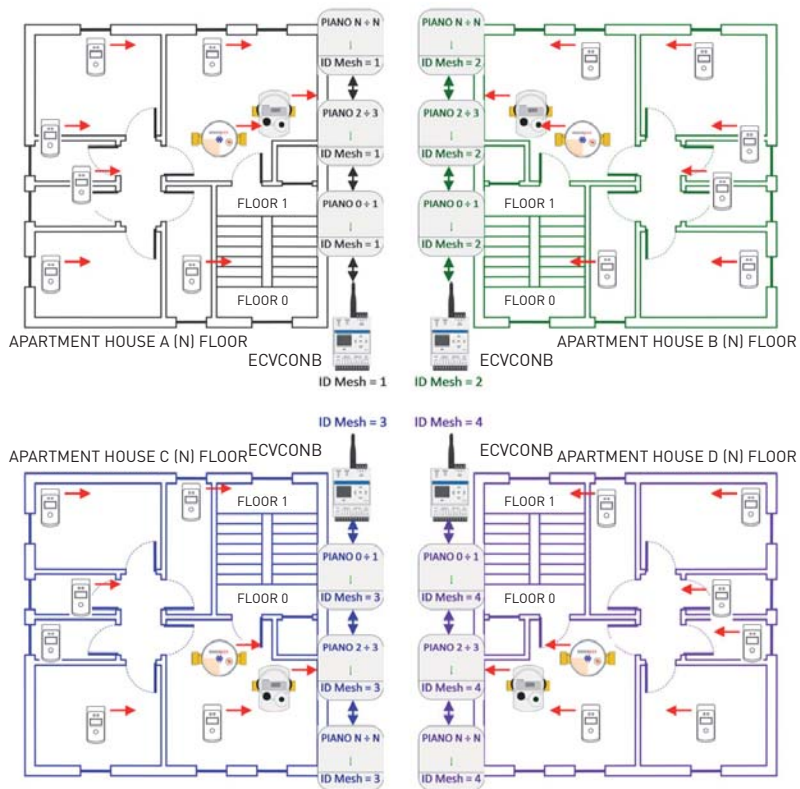 PIANO N ÷ N
ID Mesh = 1
PIANO 2 ÷ 3
ID Mesh = 1
PIANO 0 ÷ 1
ID Mesh = 1
FLOOR 1
FLOOR 0
APARTMENT HOUSE A (N) FLOOR
ECVCONB
ID Mesh = 1
PIANO N ÷ N
ID Mesh = 2
PIANO 2 ÷ 3
ID Mesh = 2
PIANO 0 ÷ 1
ID Mesh = 2
FLOOR 1
FLOOR 0
ECVCONB
APARTMENT HOUSE B (N) FLOOR
ID Mesh = 2
ID Mesh = 3
APARTMENT HOUSE C (N) FLOOR
ECVCONB
FLOOR 1
FLOOR 0
PIANO 0 ÷ 1
ID Mesh = 3
PIANO 2 ÷ 3
ID Mesh = 3
PIANO N ÷ N
ID Mesh = 3
ID Mesh = 4
ECVCONB
APARTMENT HOUSE D (N) FLOOR
FLOOR 1
FLOOR 0
PIANO 0 ÷ 1
ID Mesh = 4
PIANO 2 ÷ 3
ID Mesh = 4
PIANO N ÷ N
ID Mesh = 4